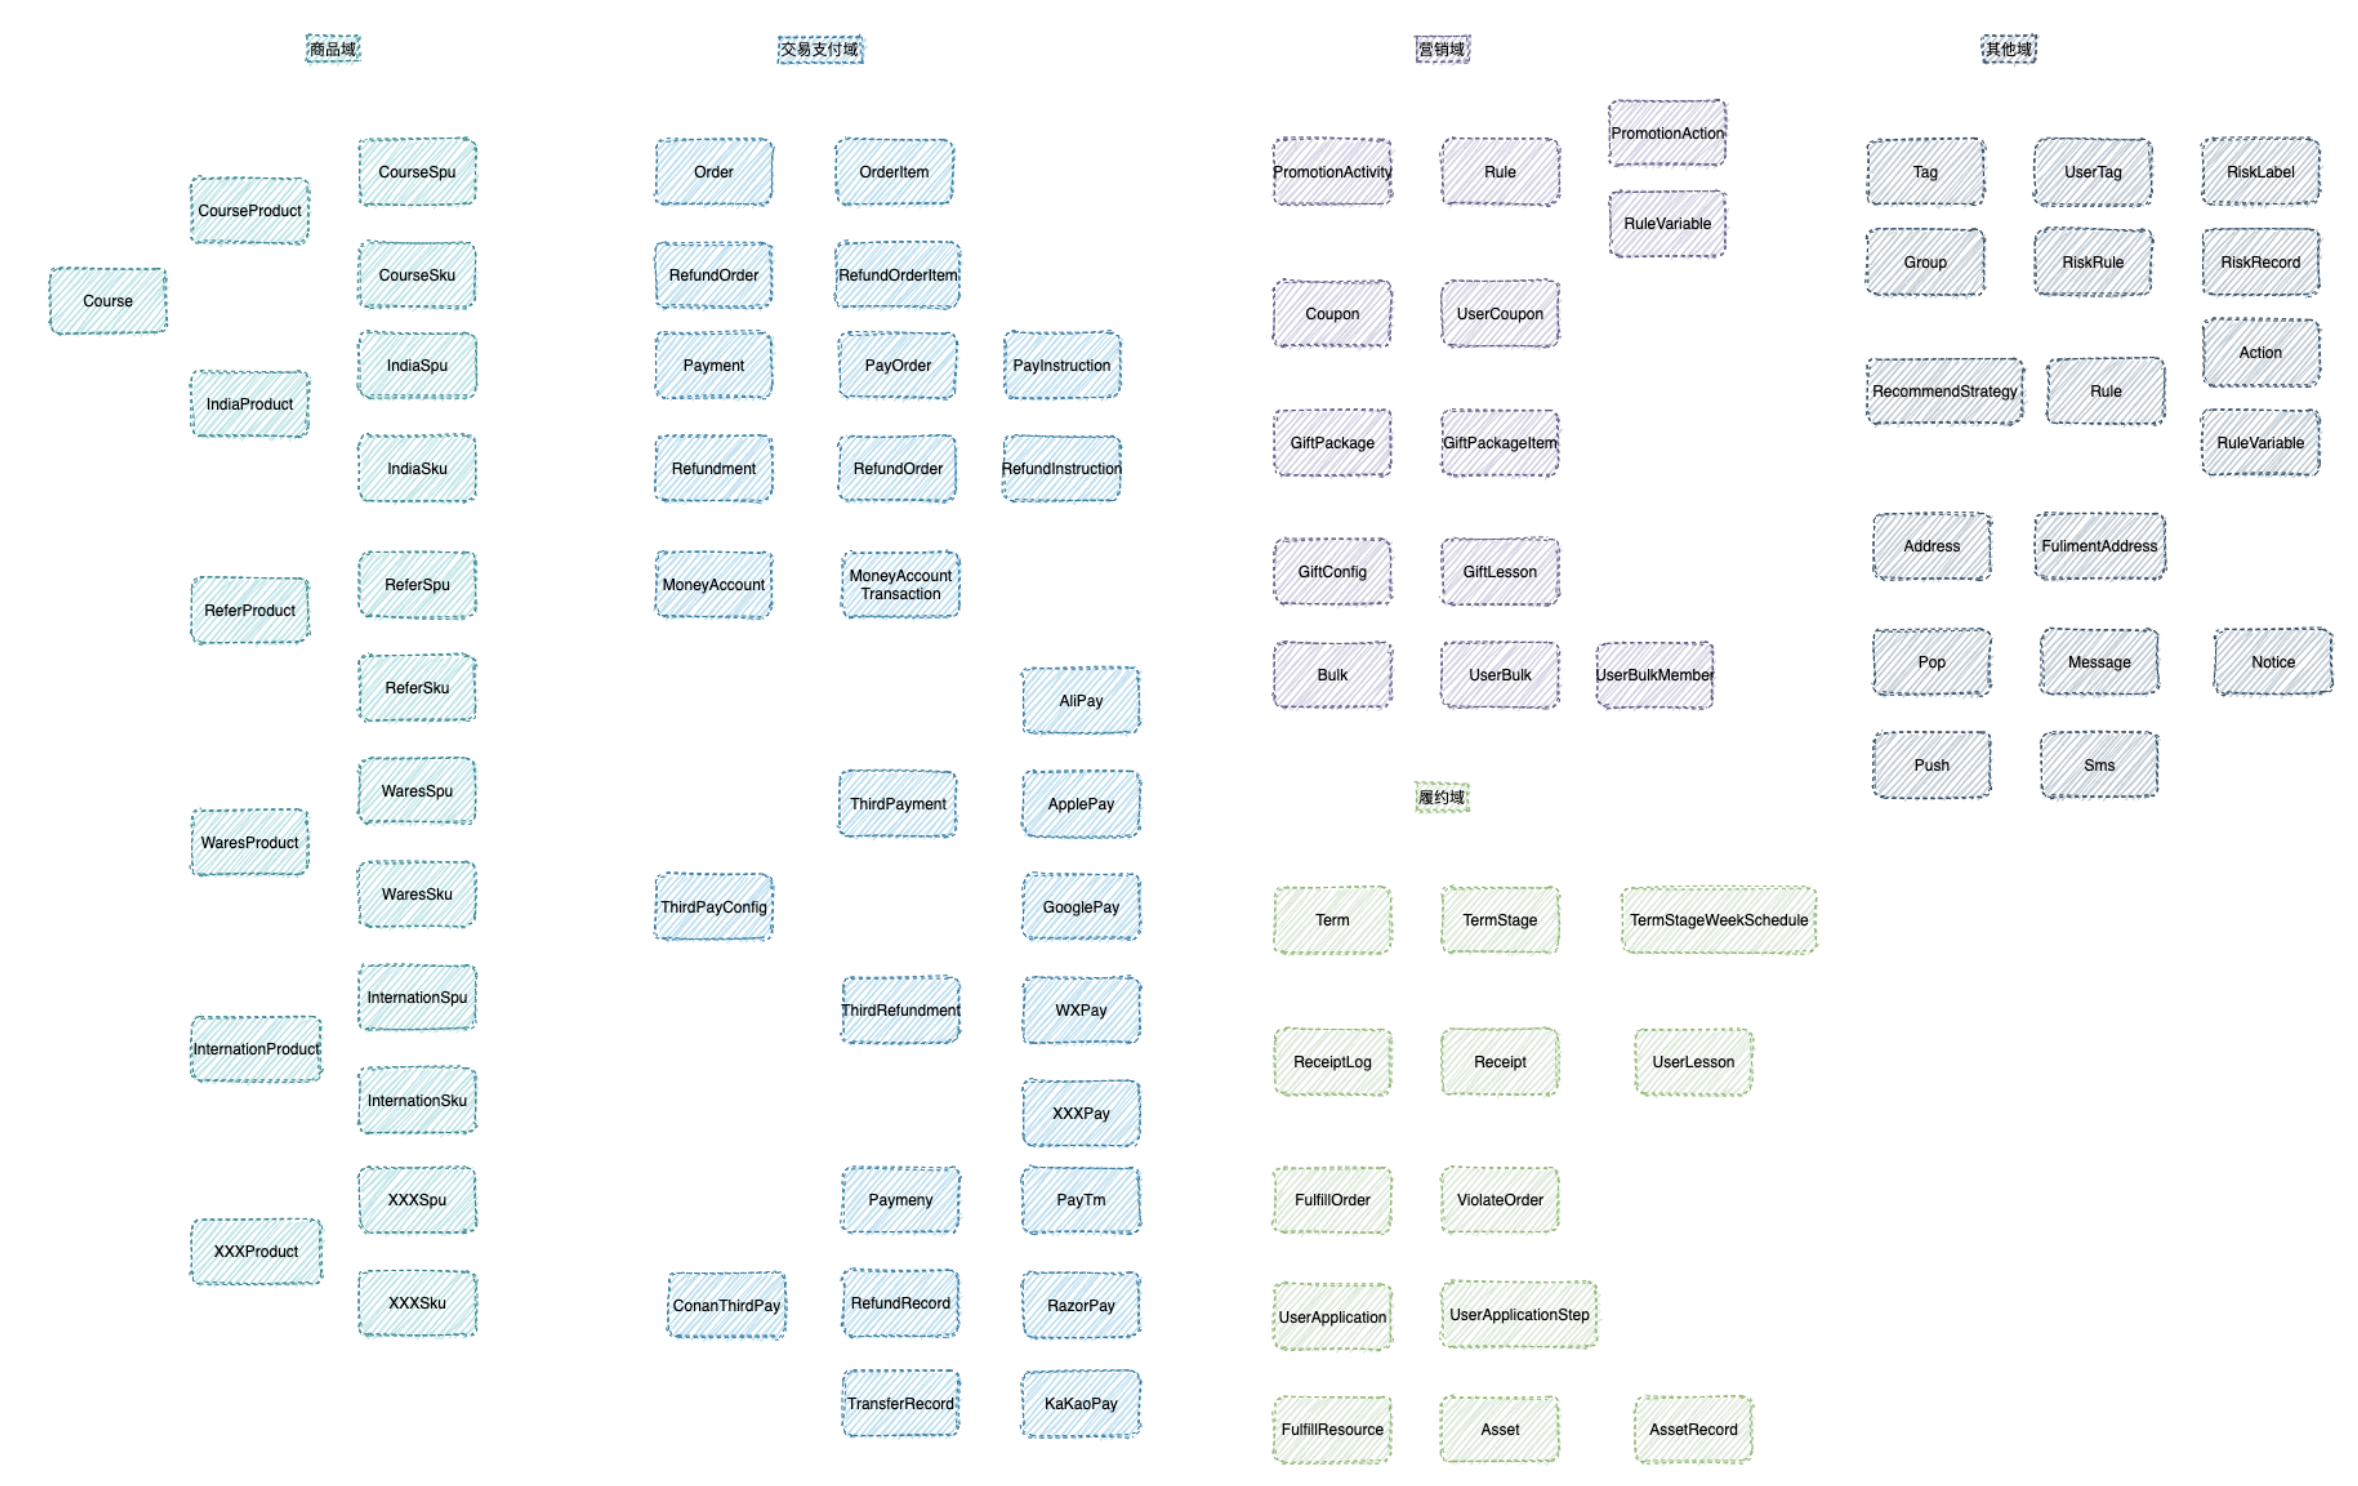 商品域
Course
CourseProduct
CourseSpu
CourseSku
IndiaProduct
IndiaSpu
IndiaSku
ReferProduct
ReferSpu
ReferSku
WaresProduct
WaresSpu
WaresSku
InternationProduct
InternationSpu
InternationSku
XXXProduct
XXXSpu
XXXSku
交易支付域
Order
OrderItem
RefundOrder
RefundOrderItem
Payment
PayOrder
PayInstruction
Refundment
RefundOrder
RefundInstruction
MoneyAccount
MoneyAccount
Transaction
ThirdPayConfig
ThirdPayment
ThirdRefundment
AliPay
ApplePay
GooglePay
WXPay
XXXPay
ConanThirdPay
Paymeny
RefundRecord
TransferRecord
PayTm
RazorPay
KaKaoPay
营销域
PromotionActivity
Rule
PromotionAction
RuleVariable
Coupon
UserCoupon
GiftPackage
GiftPackageItem
GiftConfig
GiftLesson
Bulk
UserBulk
UserBulkMember
履约域
Term
TermStage
TermStageWeekSchedule
ReceiptLog
Receipt
UserLesson
FulfillOrder
ViolateOrder
UserApplication
UserApplicationStep
FulfillResource
Asset
AssetRecord
其他域
Tag
UserTag
RiskLabel
Group
RiskRule
RiskRecord
RecommendStrategy
Rule
Action
RuleVariable
Address
FulimentAddress
Pop
Message
Notice
Push
Sms